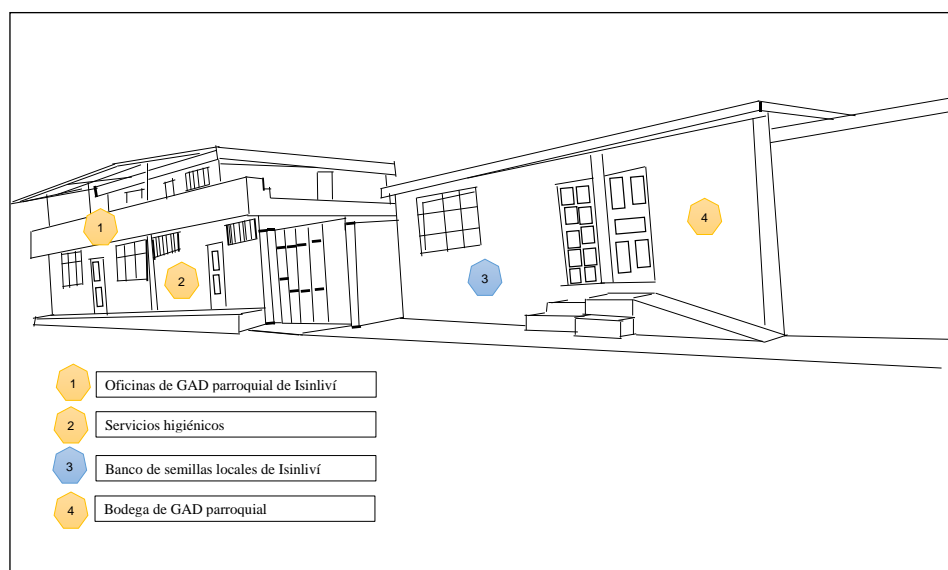 1
2
3
4
1 Oficinas de GAD parroquial de Isinliví
2 Servicios higiénicos
3 Banco de semillas locales de Isinliví
4 Bodega de GAD parroquial